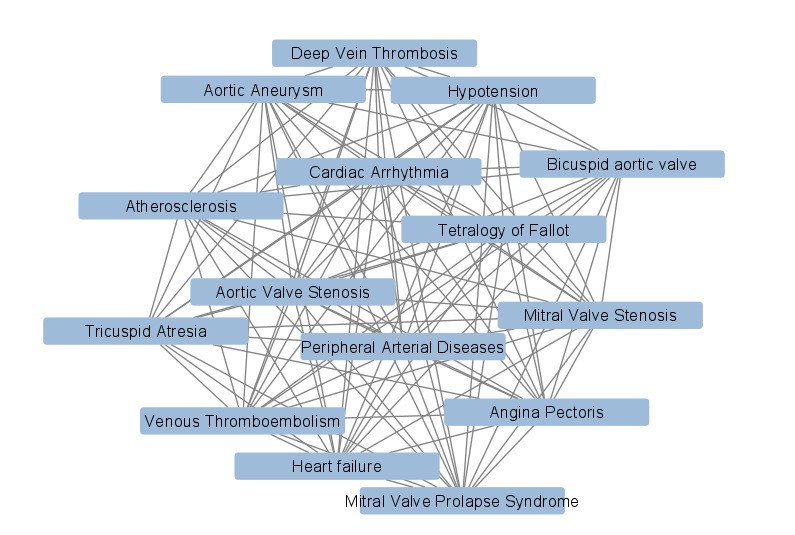 Deep Vein Thrombosis
Aortic Aneurysm
Hypotension
Bicuspid aortic valve
Cardiac Arrhythmia
Atherosclerosis
Tetralogy of Fallot
Aortic Valve Stenosis
Mitral Valve Stenosis
Tricuspid Atresia
Peripheral Arterial Diseases
Angina Pectoris
Venous Thromboembolism
Heart failure
Mitral Valve Prolapse Syndrome